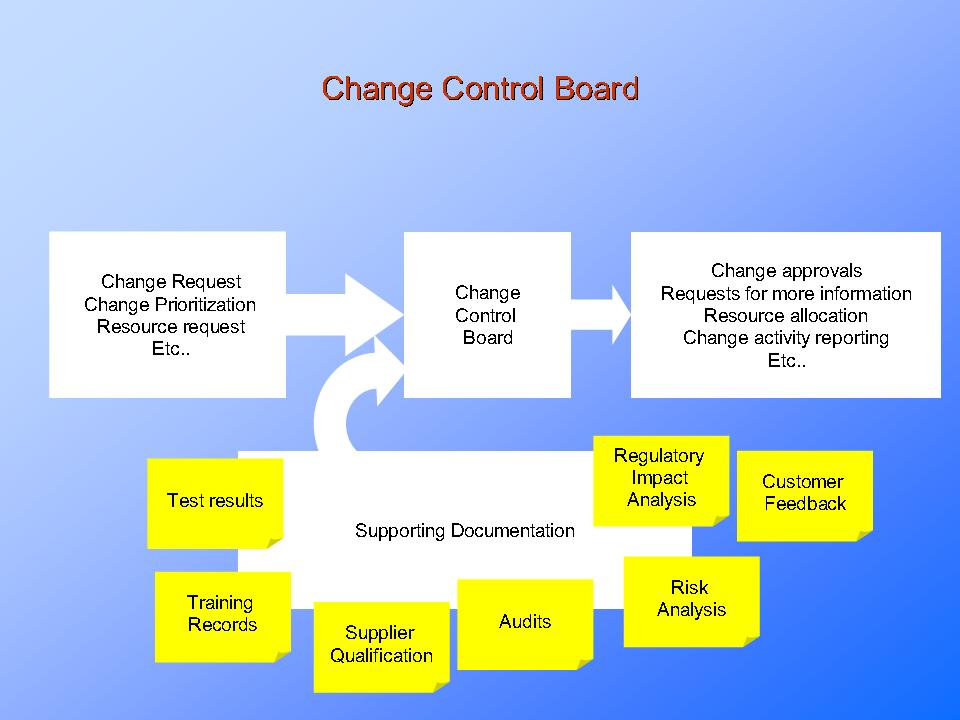 Change Control Board
Change Request
Change Prioritization
Resource request
Etc..
Change
Control
Board
Change approvals
Requests for more information
Resource allocation
Change activity reporting
Etc..
Supporting Documentation
Test results
Regulatory
Impact
Analysis
Customer
Feedback
Training
Records
Supplier
Qualification
Audits
Risk
Analysis